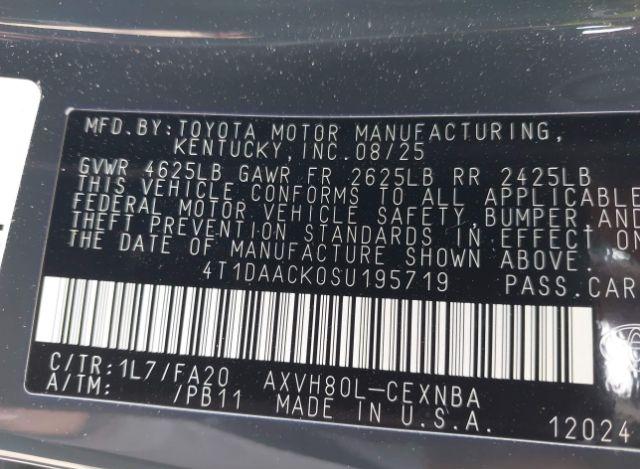 MFD.BY:TOYOTA MOTOR MANUFACTURING,
KENTUCKY,INC.08/25
GVWR 4625LB GAWR FR 2625LB RR 2425LB
THIS VEHICLE CONFORMS TO ALL APPLICABLE
FEDERAL MOTOR VEHICLE SAFETY, BUMPER AND
THEFT PREVENTION STANDARDS IN EFFECT ON
THE DATE OF MANUFACTURE SHOWN ABOVE.
4T1DAACK0SU195719 PASS.CAR
C/TR:1L7/FA20 AXVH80L-CEXNBA
A/TM: /PB11 MADE IN U.S.A.
12024